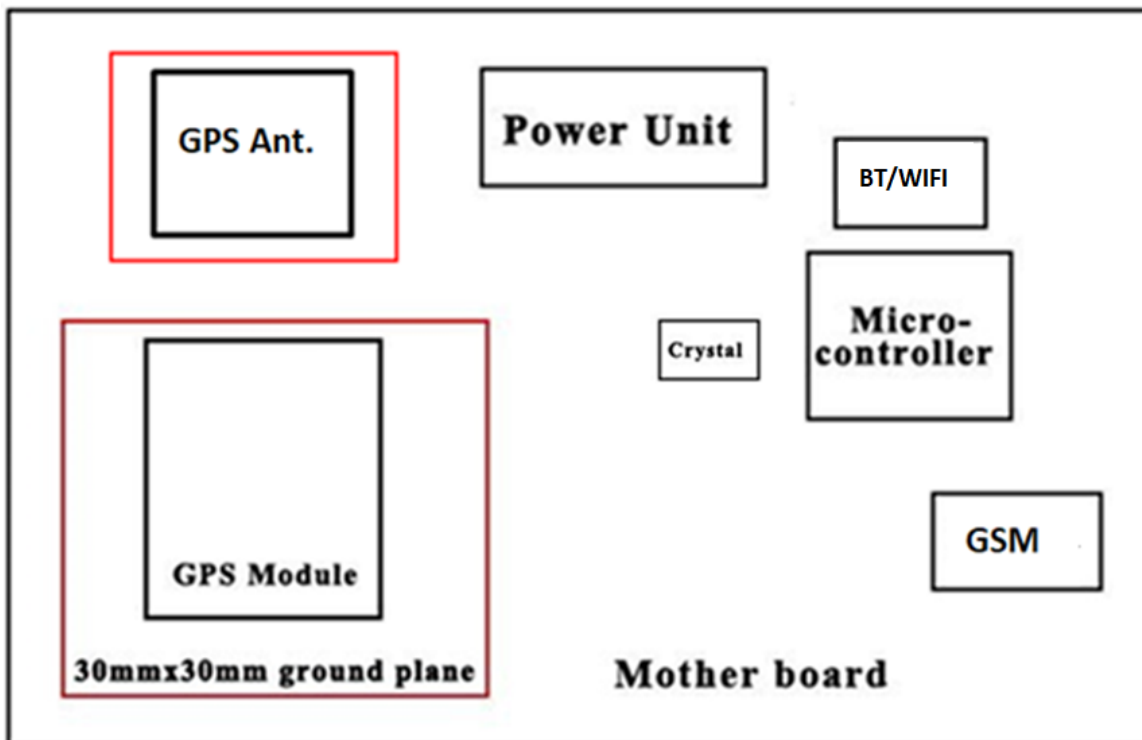 GPS Ant.
Power Unit
BT/WIFI
Micro-
controller
Crystal
GSM
GPS Module
30mmx30mm ground plane
Mother board